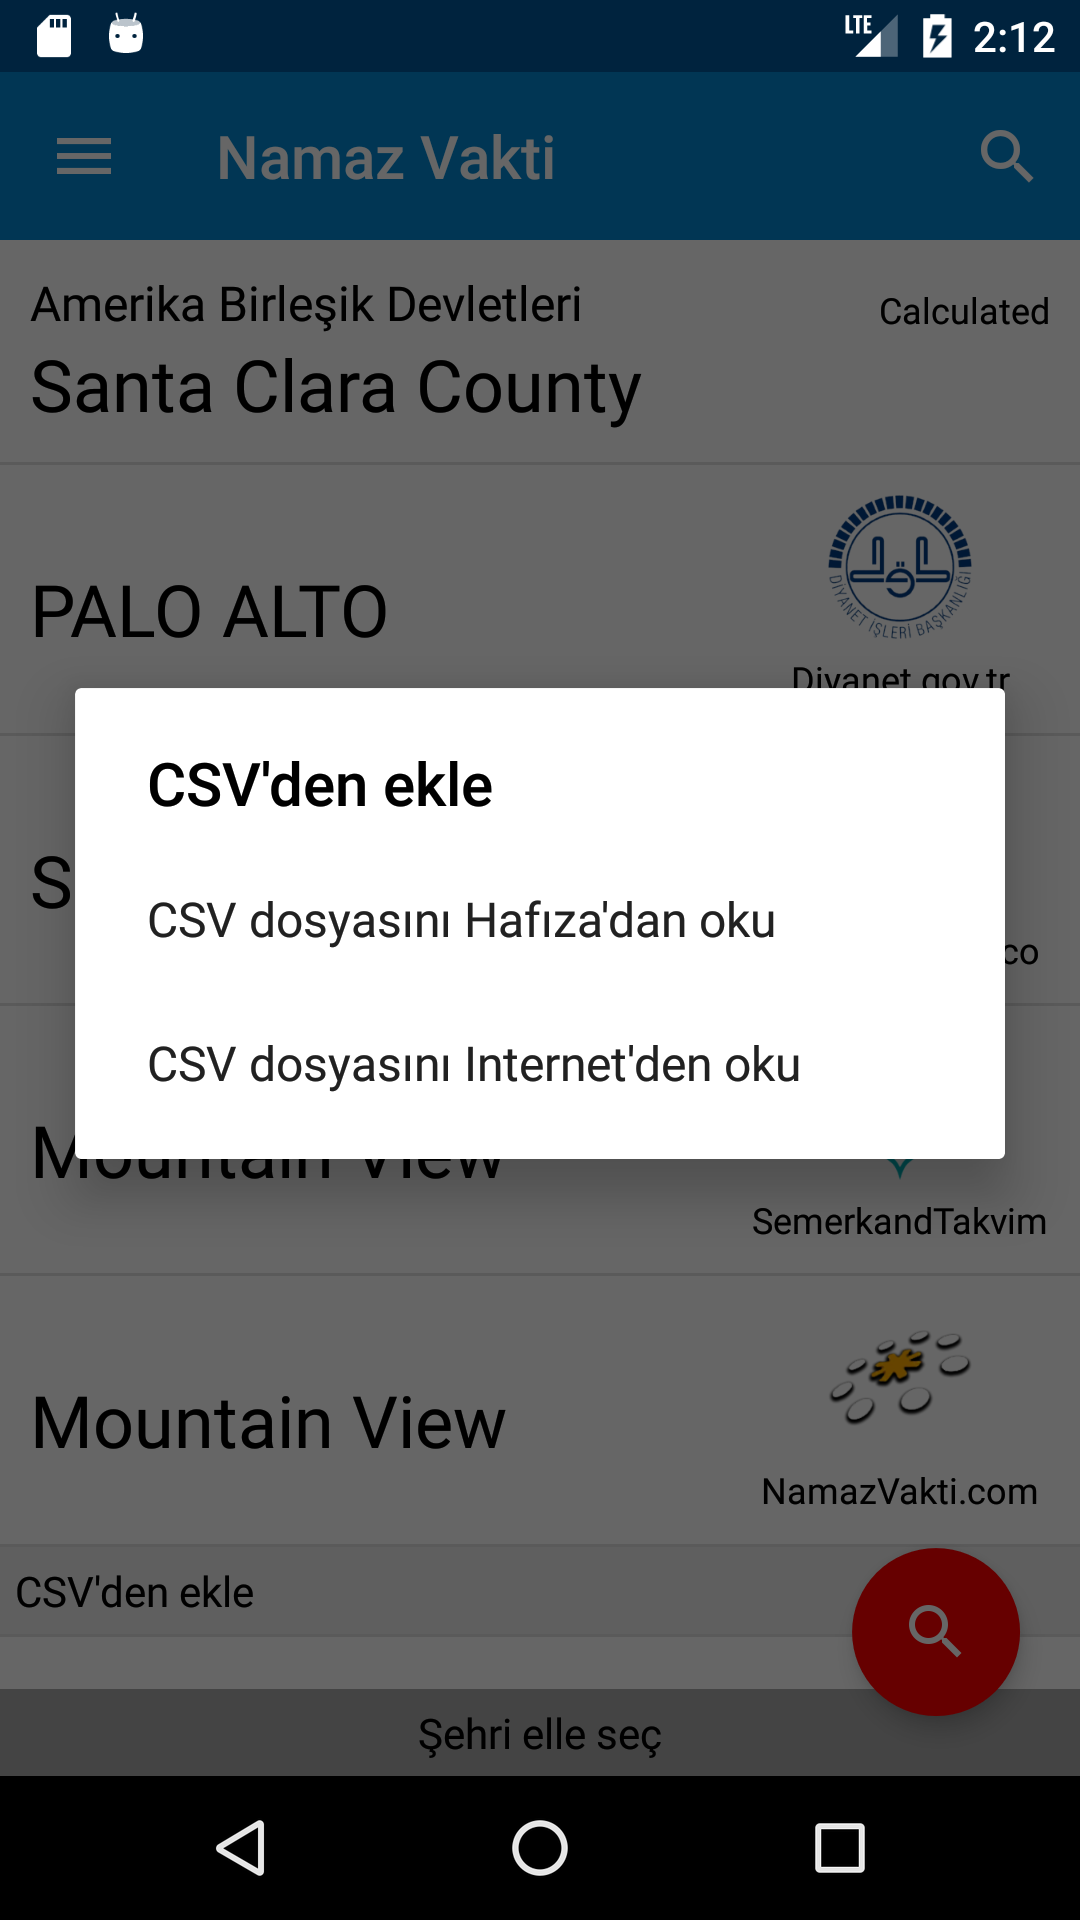 LTE 2:12
Namaz Vakti
Amerika Birleşik Devletleri
Calculated
Santa Clara County
DİYANET İŞLERİ BAŞKANLIĞI
PALO ALTO
Diyanet.gov.tr
CSV'den ekle
CSV dosyasını Hafıza'dan oku
S
co
CSV dosyasını Internet'den oku
Mountain View
SemerkandTakvim
Mountain View
NamazVakti.com
CSV'den ekle
Şehri elle seç